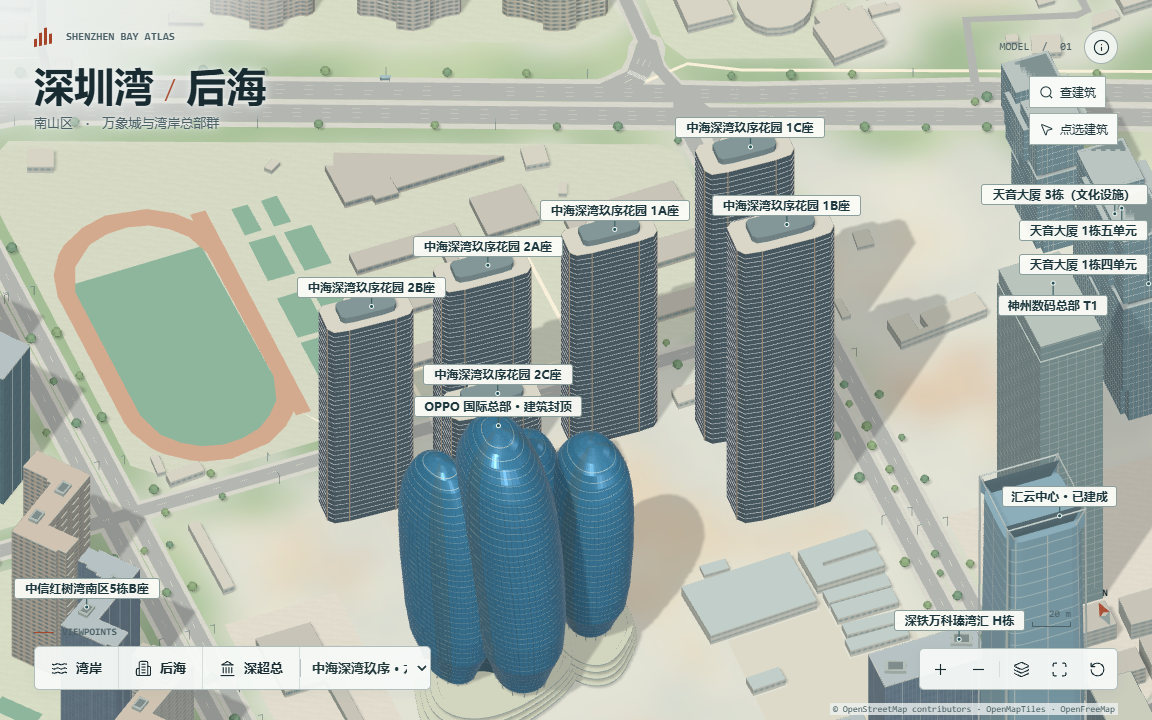 SHENZHEN BAY ATLAS
深圳湾 / 后海
南山区 · 万象城与湾岸总部群
MODEL / 01
查建筑
点选建筑
中海深湾玖序花园 1C座
天音大厦 3栋（文化设施）
中海深湾玖序花园 1B座
中海深湾玖序花园 1A座
天音大厦 1栋五单元
中海深湾玖序花园 2A座
天音大厦 1栋四单元
中海深湾玖序花园 2B座
神州数码总部 T1
中海深湾玖序花园 2C座
OPPO 国际总部 · 建筑封顶
汇云中心 · 已建成
中信红树湾南区5栋B座
N
20 m
深铁万科瑧湾汇 H栋
VIEWPOINTS
湾岸
后海
深超总
中海深湾玖序 ·
© OpenStreetMap contributors · OpenMapTiles · OpenFreeMap